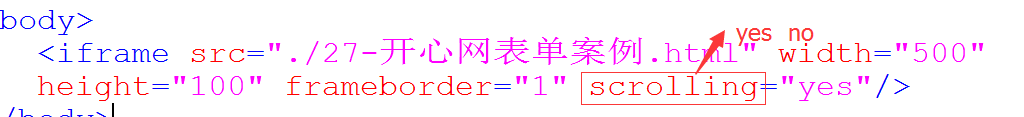 body>
yes no
<iframe src="./27-开心网表单案例.html" width="500"
height="100" frameborder="1" scrolling="yes"/>
/body>